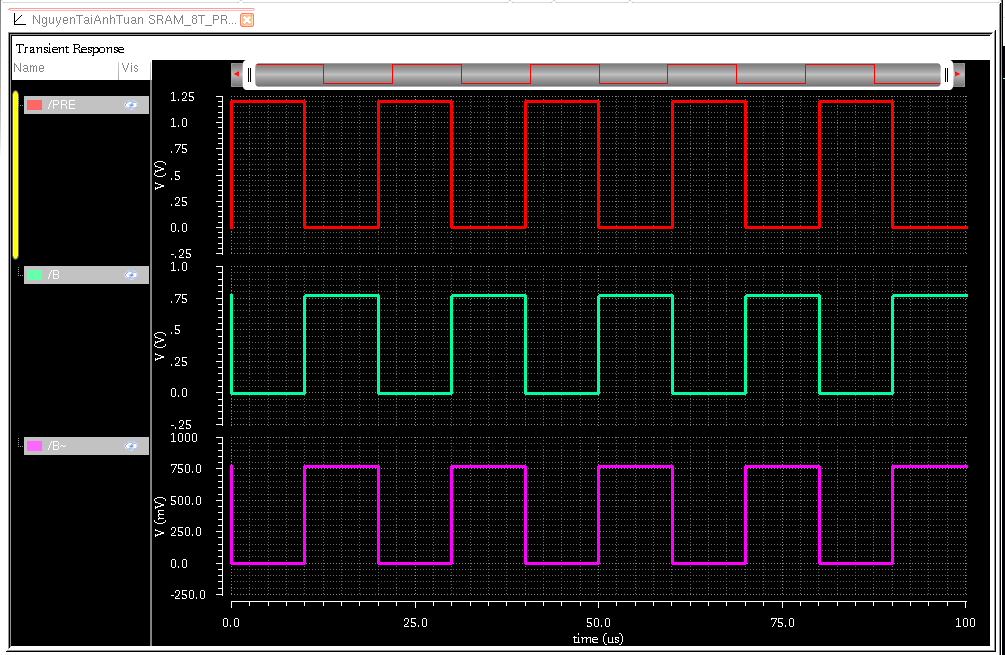 NguyenTaiAnhTuan SRAM_8T_PR...
Transient Response
Name Vis
/PRE
1.25
1.0
.75
.5
.25
0.0
-.25
V (V)
/B
1.0
.75
.5
.25
0.0
-.25
V (V)
/B~
1000
750.0
500.0
250.0
0.0
-250.0
V (mV)
0.0 25.0 50.0 75.0 100
time (us)